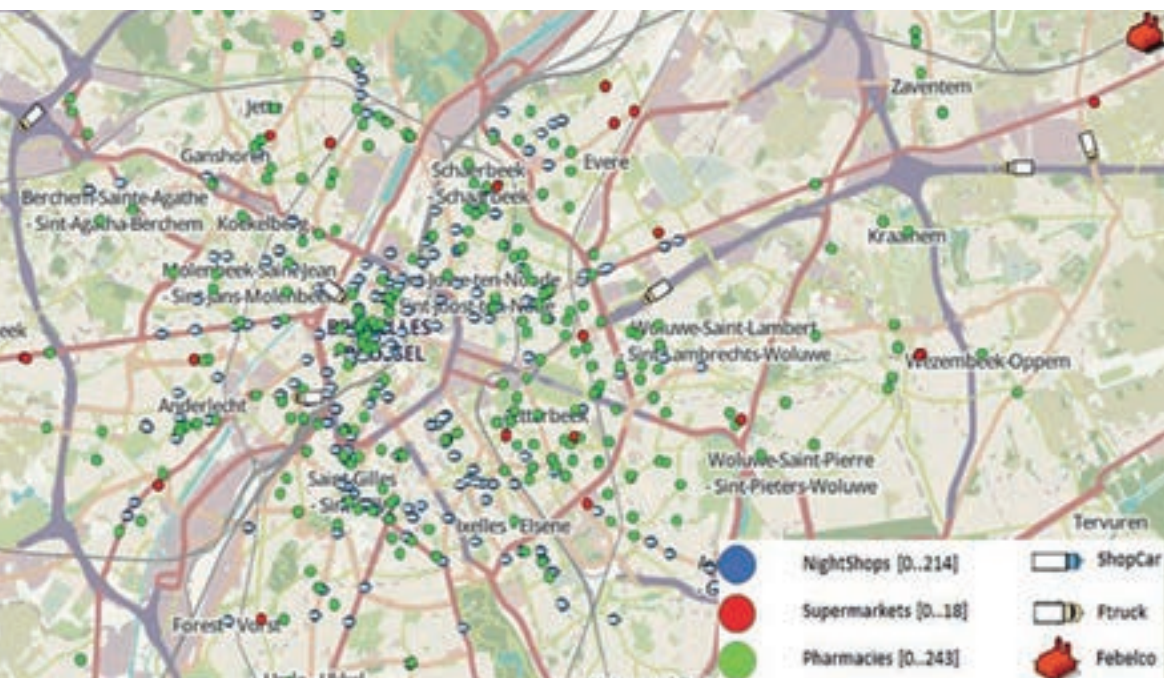 Zaventem
Jette
Ganshoren
Evere
Schaerbeek
- Schaarbeek
Berchem-Sainte-Agathe
- Sint-Agatha-Berchem
Koekelberg
Kraainem
Molenbeek-Saint-Jean
- Sint-Jans-Molenbeek
Woluwe-Saint-Lambert
Sint-Lambrechts-Woluwe
Wezembeek-Oppem
Anderlecht
Etterbeek
Woluwe-Saint-Pierre
- Sint-Pieters-Woluwe
Saint-Gilles
Ixelles - Elsene
Tervuren
Forest - Vorst
NightShops [0..214]
Supermarkets [0..18]
Pharmacies [0..243]
ShopCar
Ftruck
Febelco